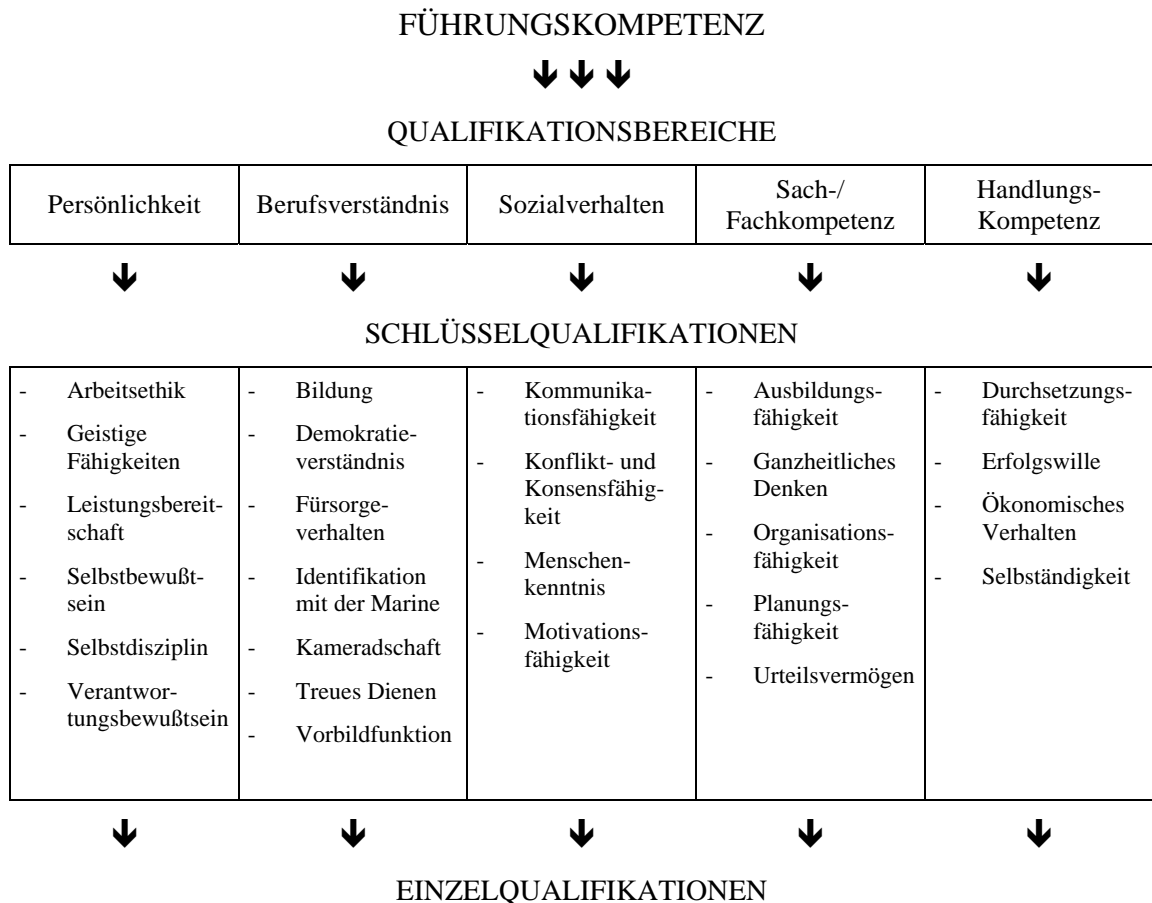 FÜHRUNGSKOMPETENZ
QUALIFIKATIONSBEREICHE
Persönlichkeit
Berufsverständnis
Sozialverhalten
Sach-/
Fachkompetenz
Handlungs-
Kompetenz
SCHLÜSSELQUALIFIKATIONEN
- Arbeitsethik
- Geistige
Fähigkeiten
- Leistungsbereit-
schaft
- Selbstbewußt-
sein
- Selbstdisziplin
- Verantwor-
tungsbewußtsein
- Bildung
- Demokratie-
verständnis
- Fürsorge-
verhalten
- Identifikation
mit der Marine
- Kameradschaft
- Treues Dienen
- Vorbildfunktion
- Kommunika-
tionsfähigkeit
- Konflikt- und
Konsensfähig-
keit
- Menschen-
kenntnis
- Motivations-
fähigkeit
- Ausbildungs-
fähigkeit
- Ganzheitliches
Denken
- Organisations-
fähigkeit
- Planungs-
fähigkeit
- Urteilsvermögen
- Durchsetzungs-
fähigkeit
- Erfolgswille
- Ökonomisches
Verhalten
- Selbständigkeit
EINZELQUALIFIKATIONEN